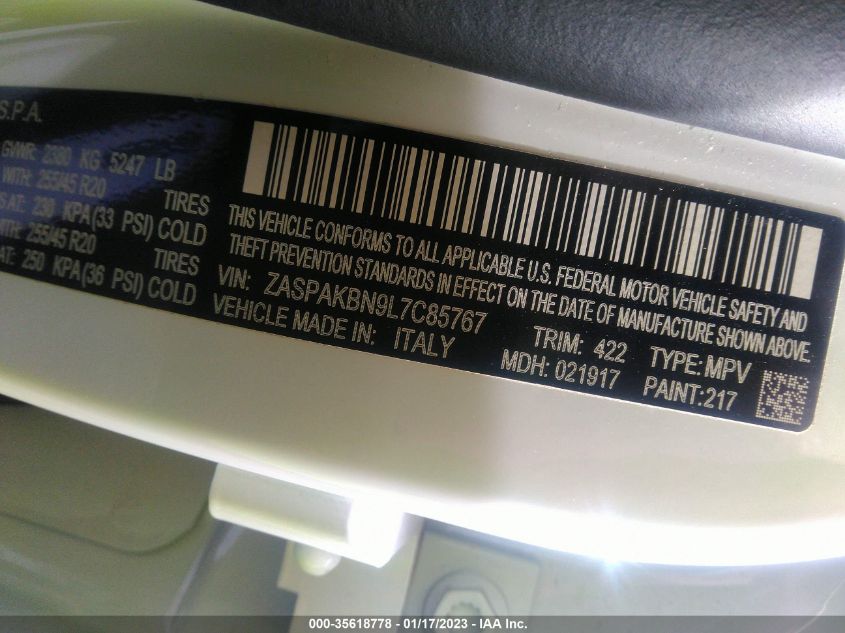 S.P.A.
GVWR: 2380 KG 5247 LB
WITH: 255/45 R20 TIRES
AT: 230 KPA(33 PSI) COLD
255/45 R20 TIRES
AT: 250 KPA(36 PSI) COLD
THIS VEHICLE CONFORMS TO ALL APPLICABLE U.S. FEDERAL MOTOR VEHICLE SAFETY AND
THEFT PREVENTION STANDARDS IN EFFECT ON THE DATE OF MANUFACTURE SHOWN ABOVE.
VIN: ZASPAKBN9L7C85767
VEHICLE MADE IN: ITALY
TRIM: 422 TYPE: MPV
MDH: 021917 PAINT:217
000-35618778 — 01/17/2023 — IAA Inc.